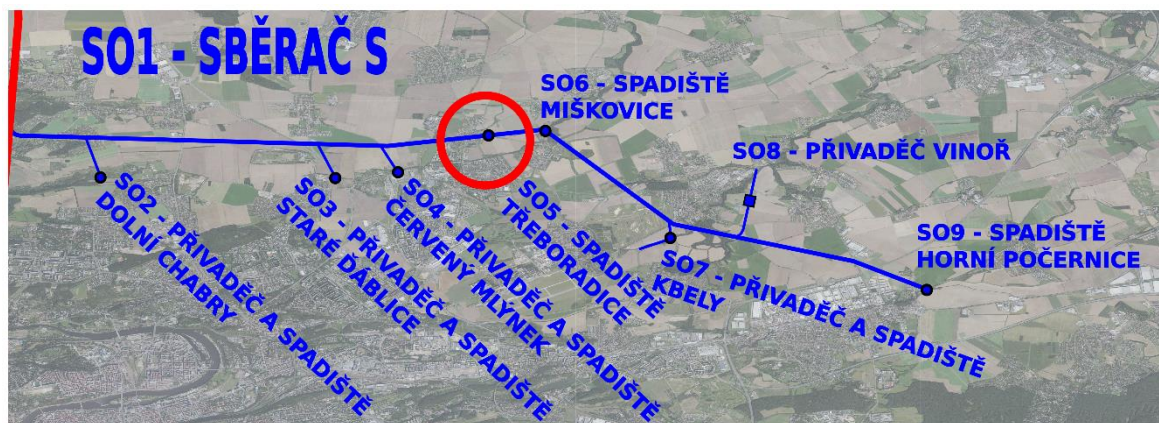 SO1 - SBĚRAČ S
SO6 - SPADIŠTĚ
MIŠKOVICE
SO8 - PŘIVADĚČ VINOŘ
SO2 - PŘIVADĚČ A SPADIŠTĚ
DOLNÍ CHABRY
SO3 - PŘIVADĚČ A SPADIŠTĚ
STARÉ ĎÁBLICE
SO4 - PŘIVADĚČ A SPADIŠTĚ
ČERVENÝ MLÝNEK
SO5 - SPADIŠTĚ
TŘEBORADICE
SO7 - PŘIVADĚČ A SPADIŠTĚ
KBELY
SO9 - SPADIŠTĚ
HORNÍ POČERNICE